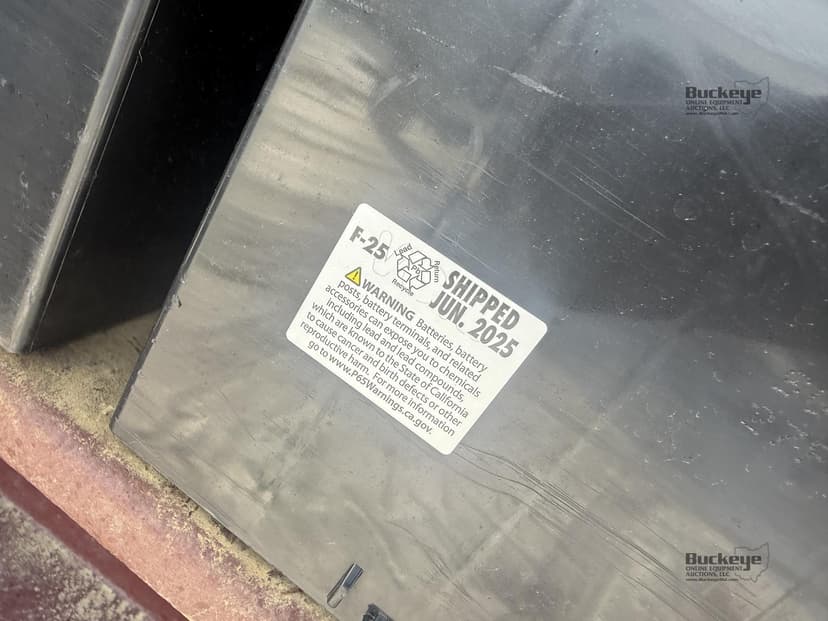 F-25
Lead
Return
Pb
Recycle
SHIPPED
JUN. 2025
WARNING Batteries, battery
posts, battery terminals, and related
accessories can expose you to chemicals
including lead and lead compounds,
which are known to the State of California
to cause cancer and birth defects or other
reproductive harm. For more information
go to www.P65Warnings.ca.gov.
Buckeye
ONLINE EQUIPMENT
AUCTIONS, LLC
Buckeye
ONLINE EQUIPMENT
AUCTIONS, LLC